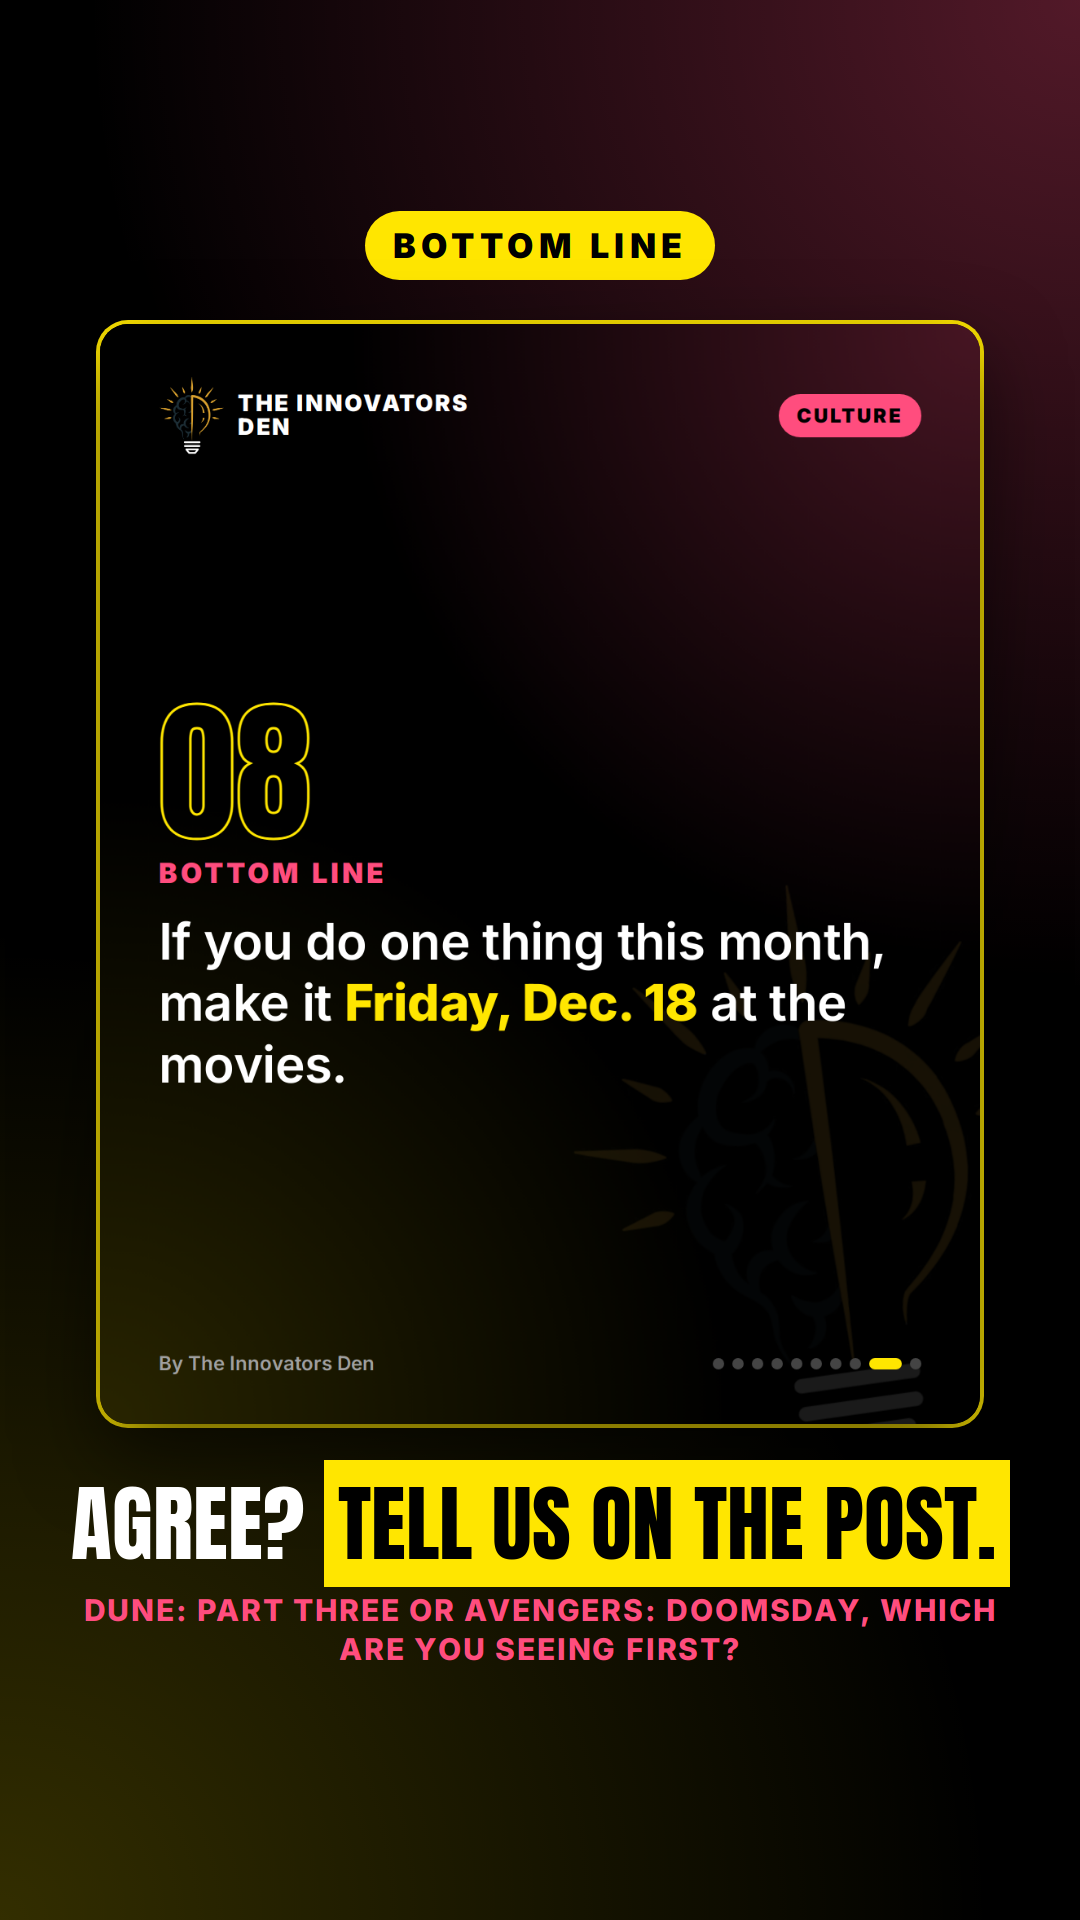 BOTTOM LINE
THE INNOVATORS
DEN
CULTURE
08
BOTTOM LINE
If you do one thing this month,
make it Friday, Dec. 18 at the
movies.
By The Innovators Den
AGREE? TELL US ON THE POST.
DUNE: PART THREE OR AVENGERS: DOOMSDAY, WHICH
ARE YOU SEEING FIRST?